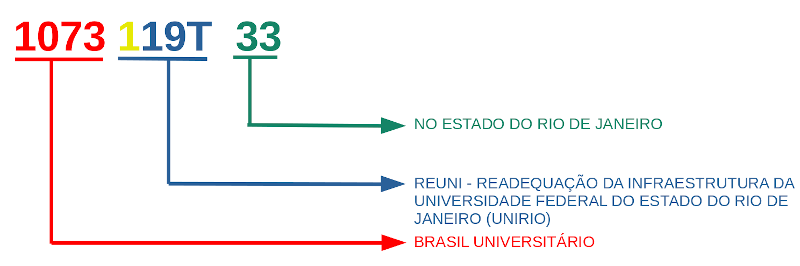 1073 119T 33
NO ESTADO DO RIO DE JANEIRO
REUNI - READEQUAÇÃO DA INFRAESTRUTURA DA
UNIVERSIDADE FEDERAL DO ESTADO DO RIO DE
JANEIRO (UNIRIO)
BRASIL UNIVERSITÁRIO